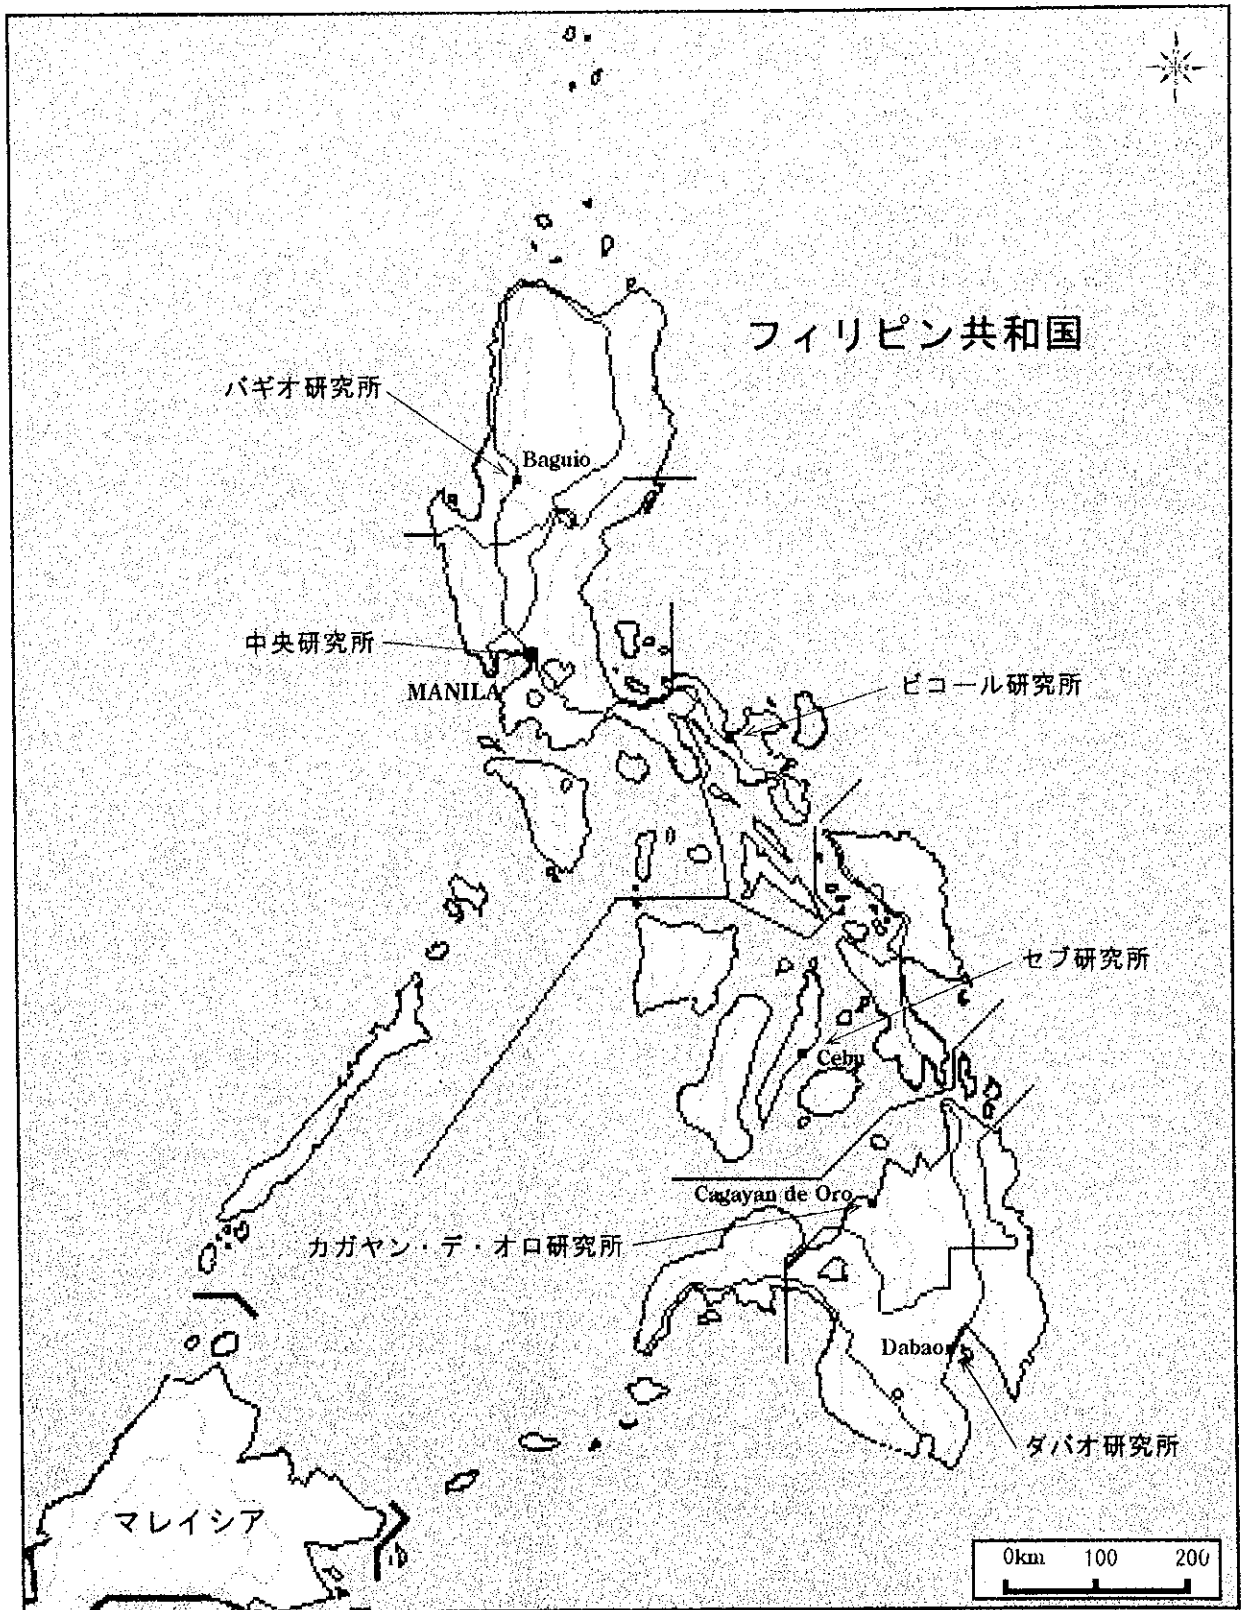 フィリピン共和国
バギオ研究所
Baguio
中央研究所
MANILA
ビコール研究所
セブ研究所
Cebu
Cagayan de Oro
カガヤン・デ・オロ研究所
Dabao
ダバオ研究所
マレイシア
0km 100 200